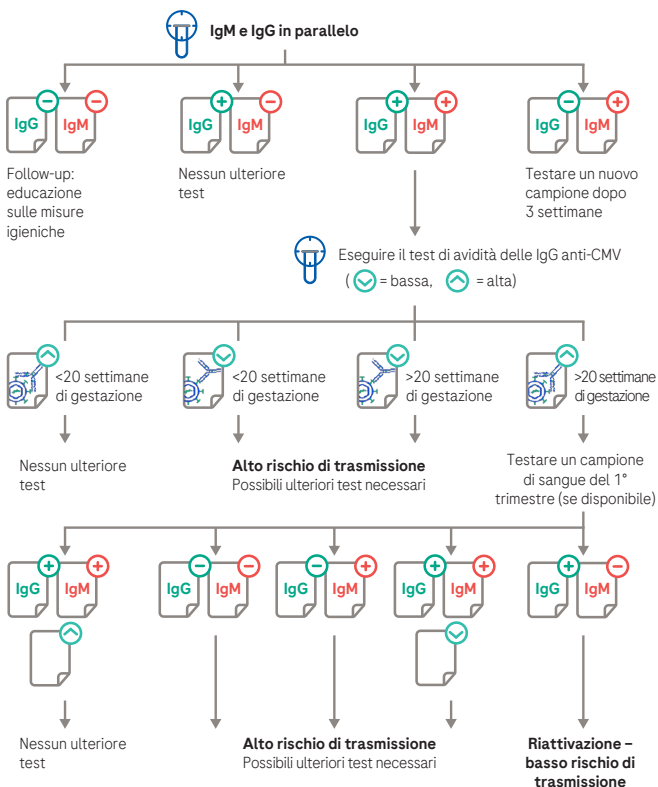 IgM e IgG in parallelo
− − + − + + − +
IgG IgM IgG IgM IgG IgM IgG IgM
Follow-up:
educazione
sulle misure
igieniche
Nessun ulteriore
test
Testare un nuovo
campione dopo
3 settimane
Eseguire il test di avidità delle IgG anti-CMV
( = bassa, = alta)
<20 settimane
di gestazione
<20 settimane
di gestazione
>20 settimane
di gestazione
>20 settimane
di gestazione
Nessun ulteriore
test
Alto rischio di trasmissione
Possibili ulteriori test necessari
Testare un campione
di sangue del 1°
trimestre (se disponibile)
+ + − − − + + + + −
IgG IgM IgG IgM IgG IgM IgG IgM IgG IgM
Nessun ulteriore
test
Alto rischio di trasmissione
Possibili ulteriori test necessari
Riattivazione –
basso rischio di
trasmissione